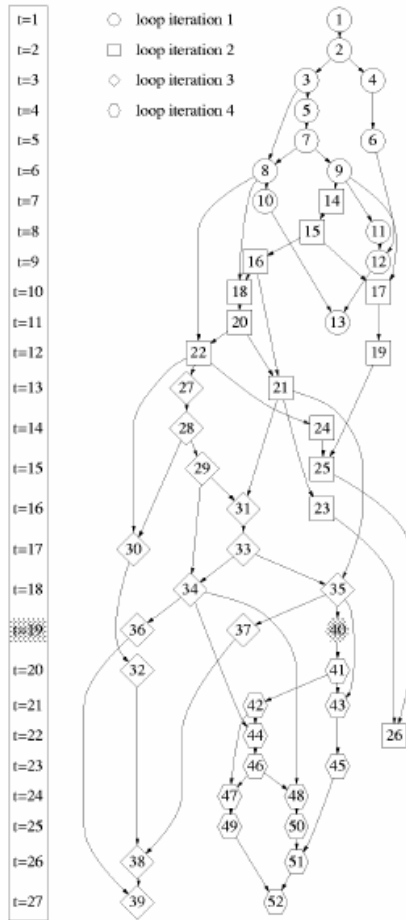 t=1 loop iteration 1 1
t=2 loop iteration 2 2
t=3 loop iteration 3 3 4
t=4 loop iteration 4 5
t=5 7 6
t=6 8 9
t=7 10 14
t=8 15 11
t=9 16 12
t=10 18 17
t=11 20 13
t=12 22 19
t=13 27 21
t=14 28 24
t=15 29 25
t=16 31 23
t=17 30 33
t=18 34 35
t=19 36 37 40
t=20 32 41
t=21 42 43
t=22 44 26
t=23 46 45
t=24 47 48
t=25 49 50
t=26 38 51
t=27 39 52